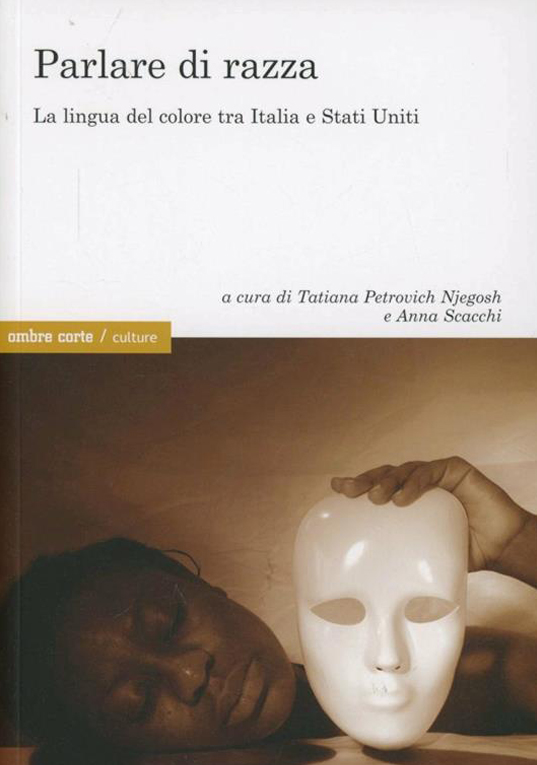 Parlare di razza
La lingua del colore tra Italia e Stati Uniti
a cura di Tatiana Petrovich Njegosh
e Anna Scacchi
ombre corte / culture